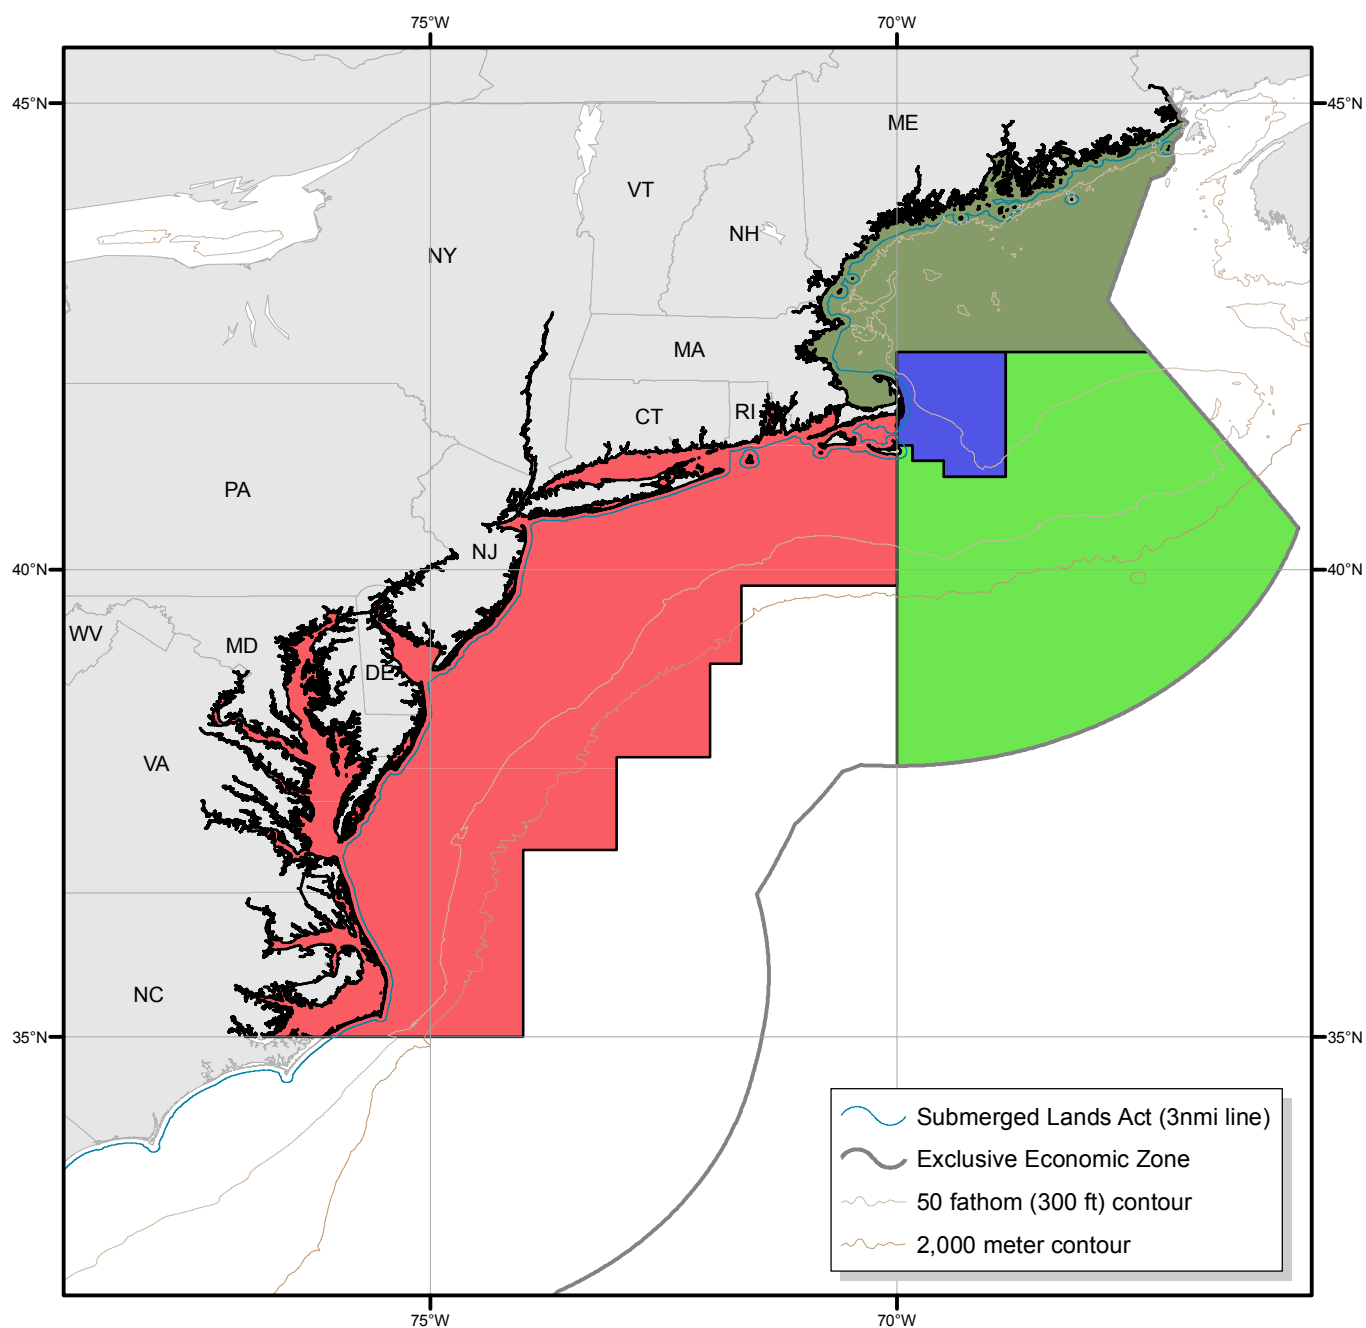 75°W 70°W
45°N 45°N
ME
VT
NH
NY
MA
RI
CT
PA
NJ
40°N 40°N
WV
MD
DE
VA
NC
35°N 35°N
Submerged Lands Act (3nmi line)
Exclusive Economic Zone
50 fathom (300 ft) contour
2,000 meter contour
75°W 70°W